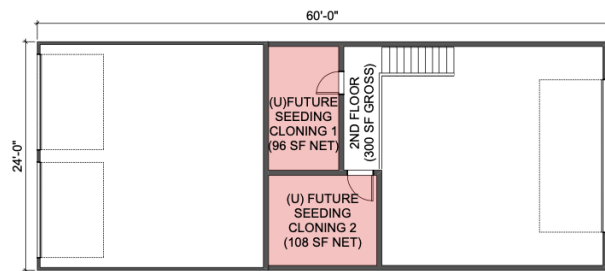 60'-0"
24'-0"
(U)FUTURE
SEEDING
CLONING 1
(96 SF NET)
2ND FLOOR
(300 SF GROSS)
(U) FUTURE
SEEDING
CLONING 2
(108 SF NET)